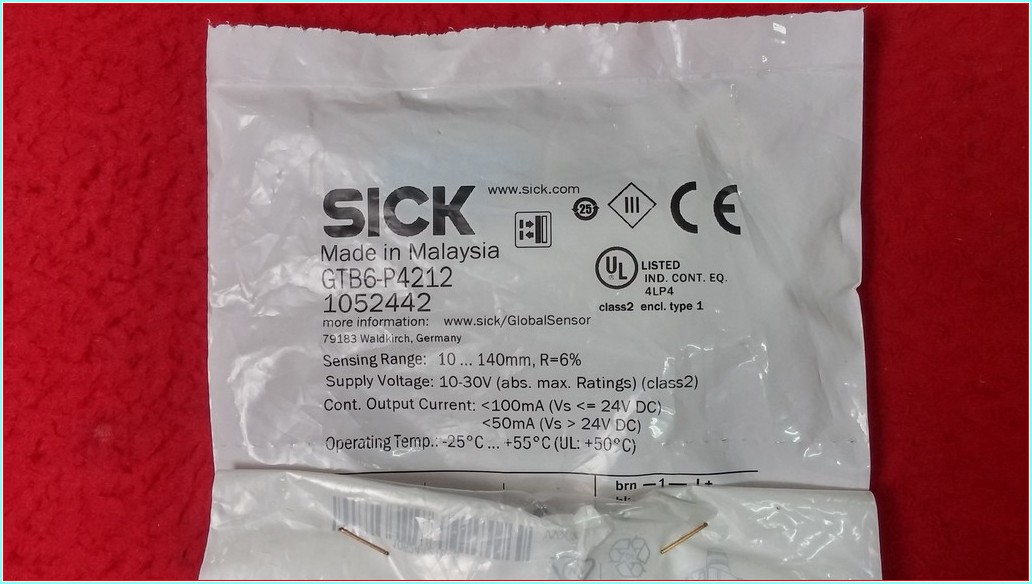 SICK www.sick.com
25
III
CE
Made in Malaysia
GTB6-P4212
1052442
UL LISTED
IND. CONT. EQ.
4LP4
class2 encl. type 1
more information: www.sick/GlobalSensor
79183 Waldkirch, Germany
Sensing Range: 10 ... 140mm, R=6%
Supply Voltage: 10-30V (abs. max. Ratings) (class2)
Cont. Output Current: <100mA (Vs <= 24V DC)
<50mA (Vs > 24V DC)
Operating Temp.: -25°C ... +55°C (UL: +50°C)
brn 1 L+